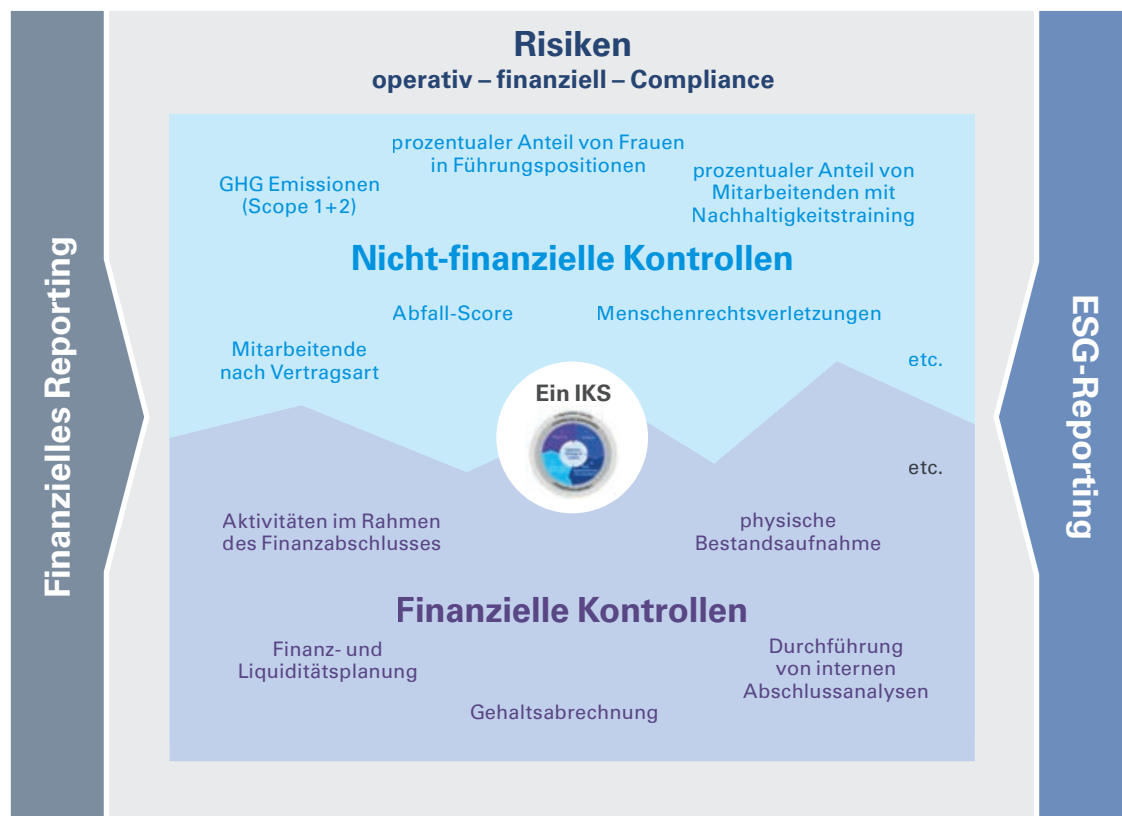 Risiken
operativ – finanziell – Compliance
prozentualer Anteil von Frauen
in Führungspositionen
prozentualer Anteil von
Mitarbeitenden mit
Nachhaltigkeitstraining
GHG Emissionen
(Scope 1+2)
Nicht-finanzielle Kontrollen
Abfall-Score
Menschenrechtsverletzungen
Mitarbeitende
nach Vertragsart
etc.
Ein IKS
etc.
Aktivitäten im Rahmen
des Finanzabschlusses
physische
Bestandsaufnahme
Finanzielle Kontrollen
Finanz- und
Liquiditätsplanung
Durchführung
von internen
Abschlussanalysen
Gehaltsabrechnung
Finanzielles Reporting
ESG-Reporting